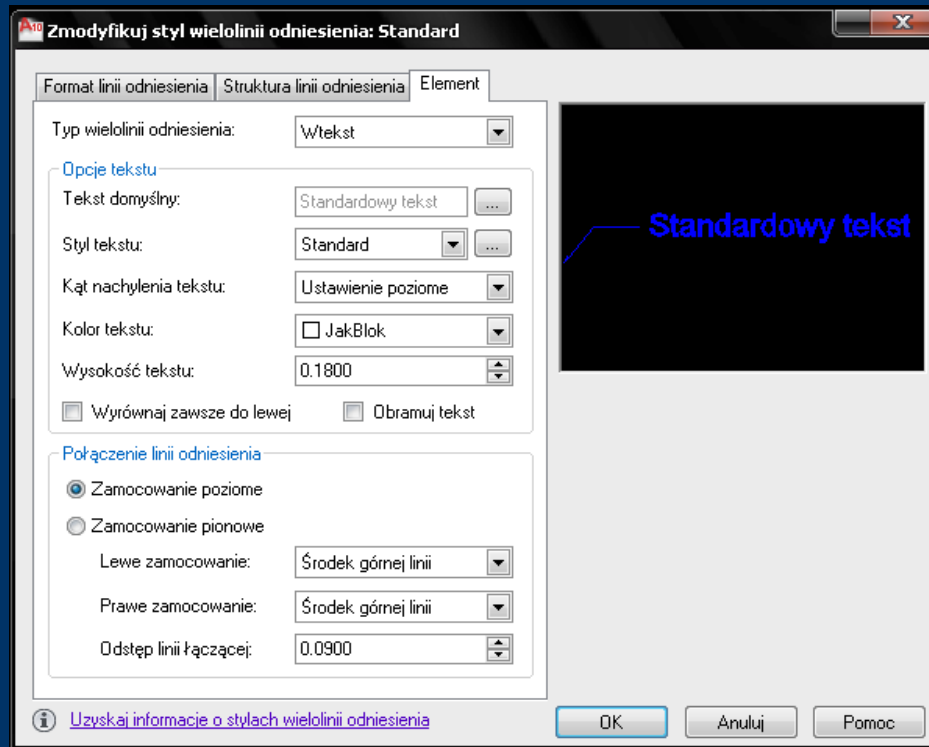 A10 Zmodyfikuj styl wielolinii odniesienia: Standard
Format linii odniesienia Struktura linii odniesienia Element
Typ wielolinii odniesienia: Wtekst
Opcje tekstu
Tekst domyślny: Standardowy tekst ...
Styl tekstu: Standard ...
Kąt nachylenia tekstu: Ustawienie poziome
Kolor tekstu: JakBlok
Wysokość tekstu: 0.1800
Wyrównaj zawsze do lewej Obramuj tekst
Połączenie linii odniesienia
Zamocowanie poziome
Zamocowanie pionowe
Lewe zamocowanie: Środek górnej linii
Prawe zamocowanie: Środek górnej linii
Odstęp linii łączącej: 0.0900
Standardowy tekst
Uzyskaj informacje o stylach wielolinii odniesienia
OK Anuluj Pomoc